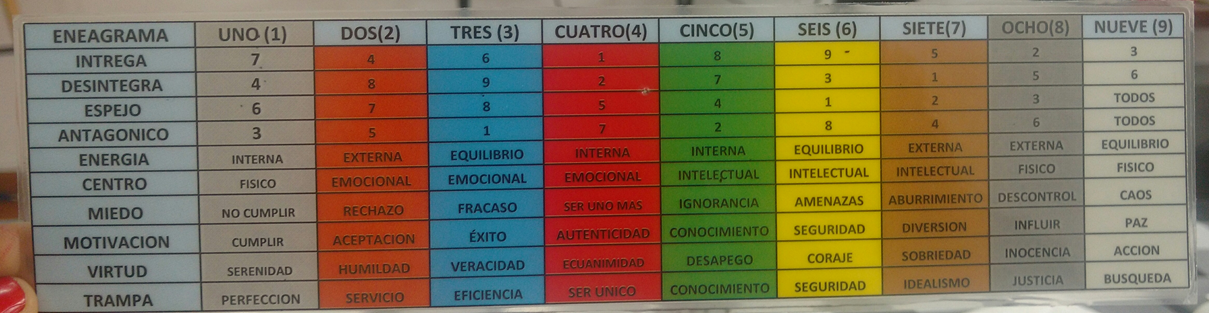 ENEAGRAMA UNO (1) DOS(2) TRES (3) CUATRO(4) CINCO(5) SEIS (6) SIETE(7) OCHO(8) NUEVE (9)
INTREGA 7 4 6 1 8 9 5 2 3
DESINTEGRA 4 8 9 2 7 3 1 5 6
ESPEJO 6 7 8 5 4 1 2 3 TODOS
ANTAGONICO 3 5 1 7 2 8 4 6 TODOS
ENERGIA INTERNA EXTERNA EQUILIBRIO INTERNA INTERNA EQUILIBRIO EXTERNA EXTERNA EQUILIBRIO
CENTRO FISICO EMOCIONAL EMOCIONAL EMOCIONAL INTELECTUAL INTELECTUAL INTELECTUAL FISICO FISICO
MIEDO NO CUMPLIR RECHAZO FRACASO SER UNO MAS IGNORANCIA AMENAZAS ABURRIMIENTO DESCONTROL CAOS
MOTIVACION CUMPLIR ACEPTACION ÉXITO AUTENTICIDAD CONOCIMIENTO SEGURIDAD DIVERSION INFLUIR PAZ
VIRTUD SERENIDAD HUMILDAD VERACIDAD ECUANIMIDAD DESAPEGO CORAJE SOBRIEDAD INOCENCIA ACCION
TRAMPA PERFECCION SERVICIO EFICIENCIA SER UNICO CONOCIMIENTO SEGURIDAD IDEALISMO JUSTICIA BUSQUEDA